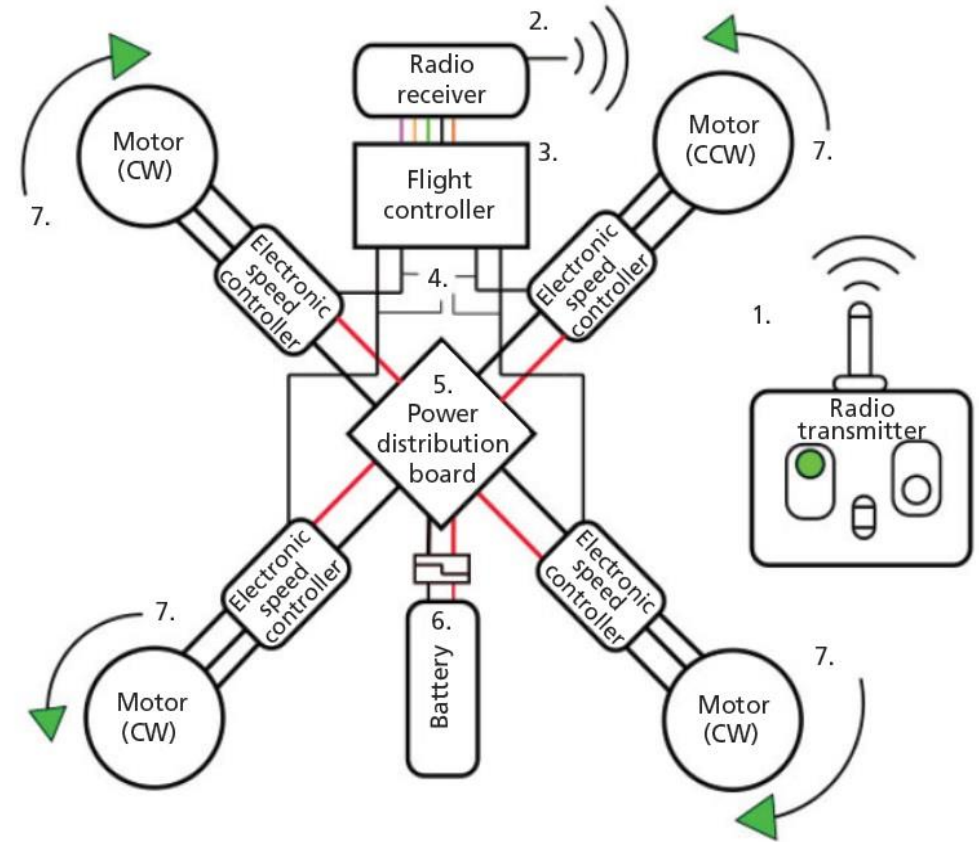 2.
Radio
receiver
Motor
(CW)
7.
Motor
(CCW)
7.
3.
Flight
controller
Electronic
speed
controller
4.
Electronic
speed
controller
1.
Radio
transmitter
5.
Power
distribution
board
Electronic
speed
controller
Electronic
speed
controller
6.
Battery
7.
Motor
(CW)
7.
Motor
(CW)